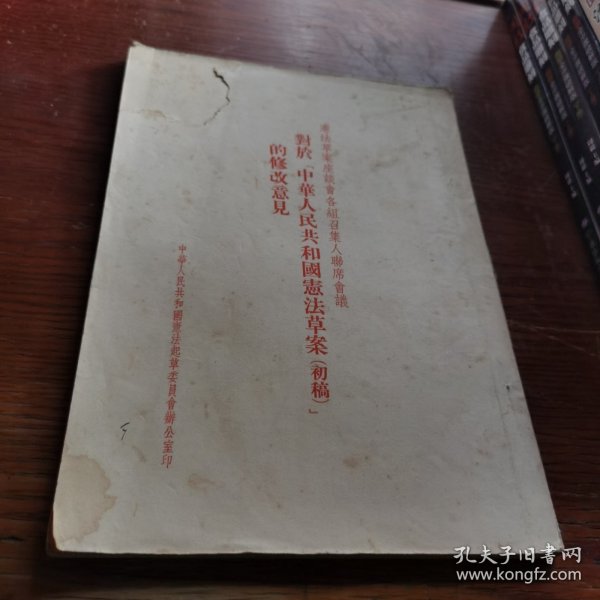 憲法草案座談會各組召集人聯席會議
對於「中華人民共和國憲法草案（初稿）」
的修改意見
中華人民共和國憲法起草委員會辦公室印
孔夫子旧书网
www.kongfz.com